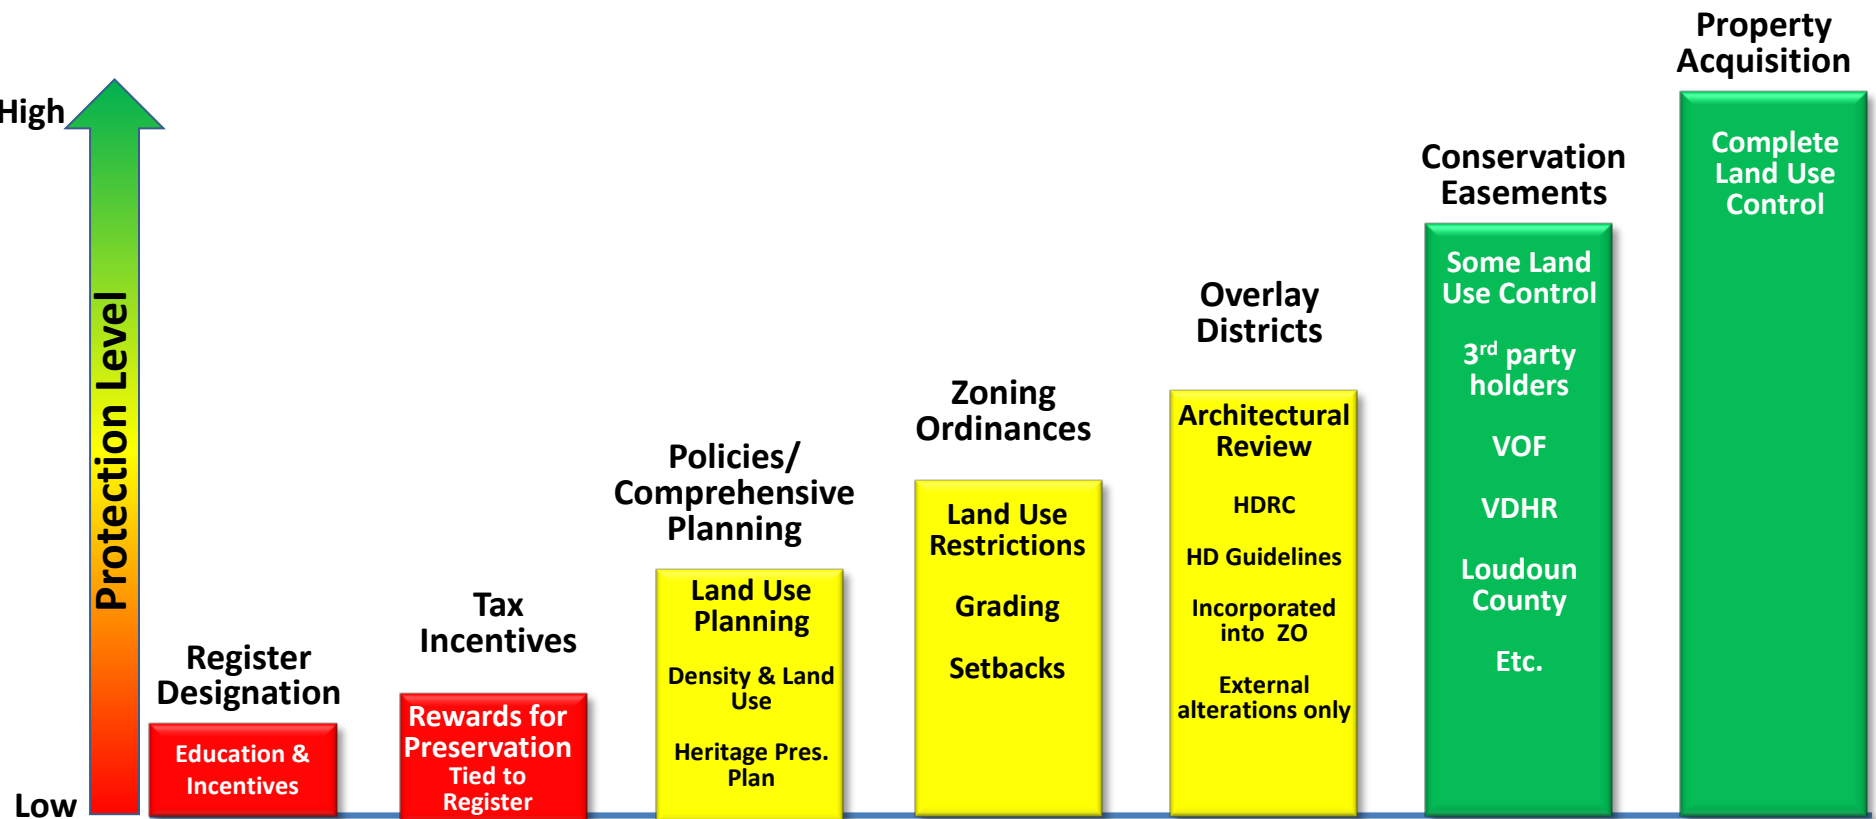 High
Protection Level
Low
Register
Designation
Education &
Incentives
Tax
Incentives
Rewards for
Preservation
Tied to
Register
Policies/
Comprehensive
Planning
Land Use
Planning
Density & Land
Use
Heritage Pres.
Plan
Zoning
Ordinances
Land Use
Restrictions
Grading
Setbacks
Overlay
Districts
Architectural
Review
HDRC
HD Guidelines
Incorporated
into ZO
External
alterations only
Conservation
Easements
Some Land
Use Control
3rd party
holders
VOF
VDHR
Loudoun
County
Etc.
Property
Acquisition
Complete
Land Use
Control